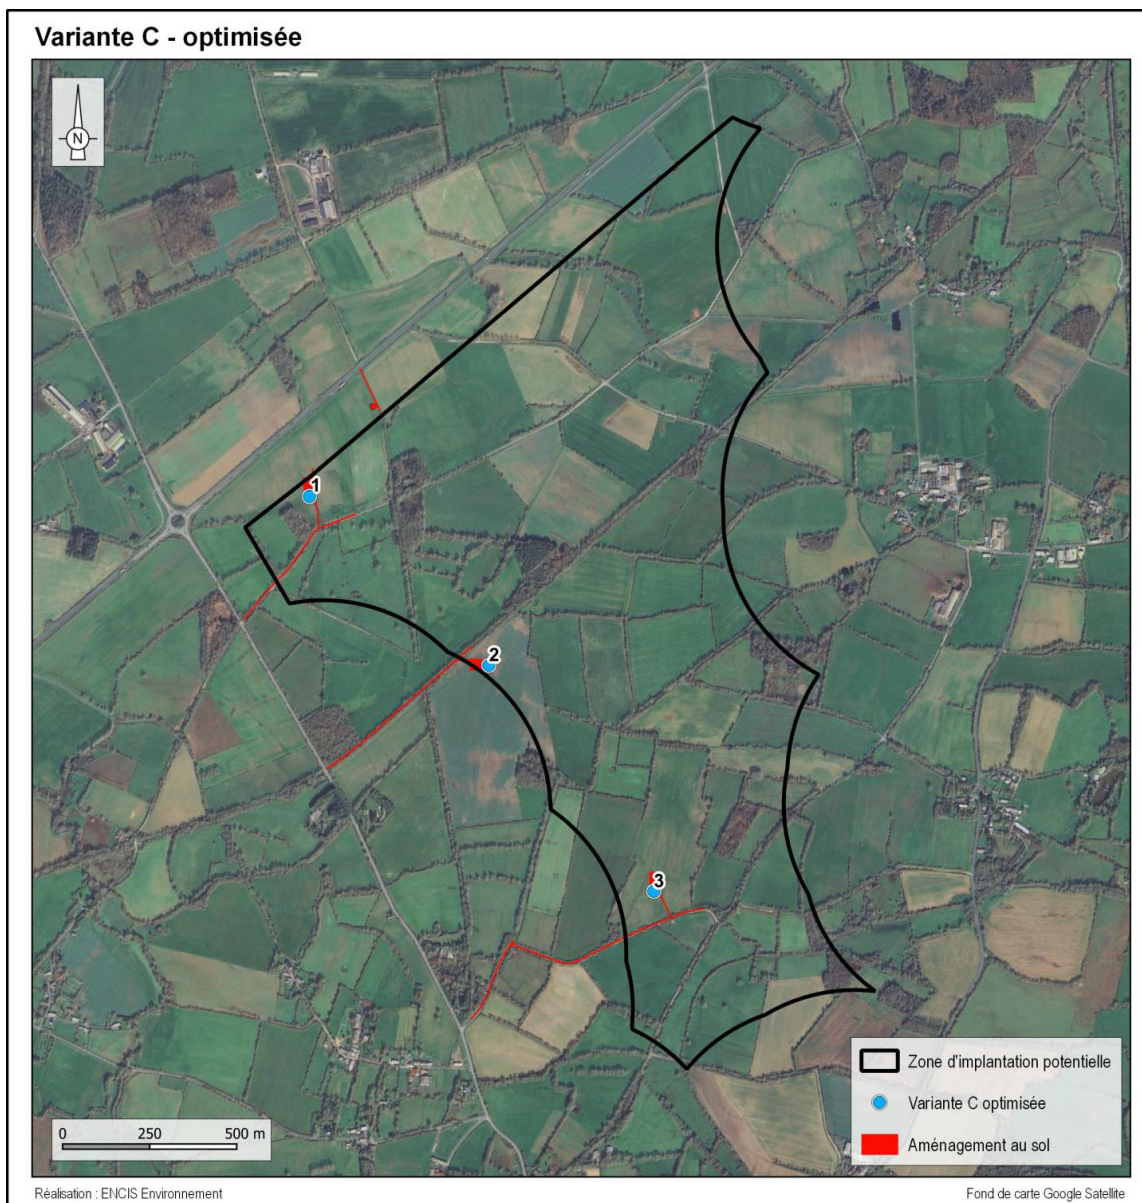 Variante C - optimisée
N
1
2
3
Zone d'implantation potentielle
Variante C optimisée
Aménagement au sol
0 250 500 m
Réalisation : ENCIS Environnement
Fond de carte Google Satellite